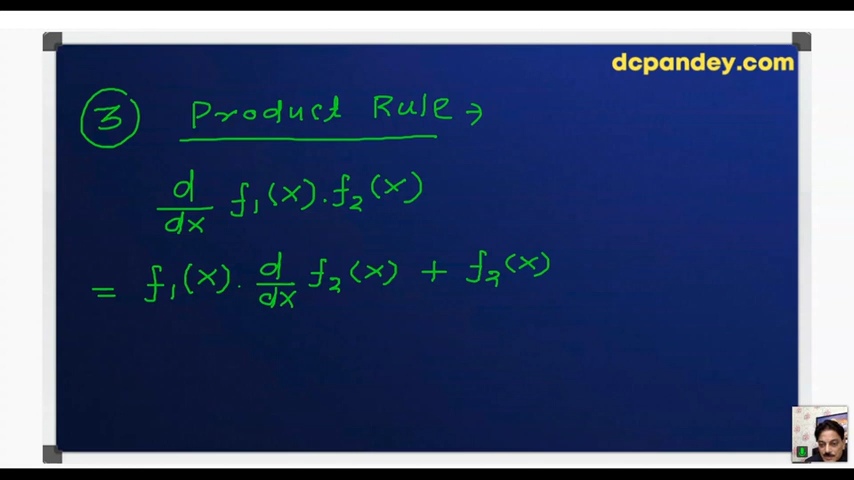 dcpandey.com
③ Product Rule →
d/dx f₁(x).f₂(x)
= f₁(x). d/dx f₂(x) + f₂(x)